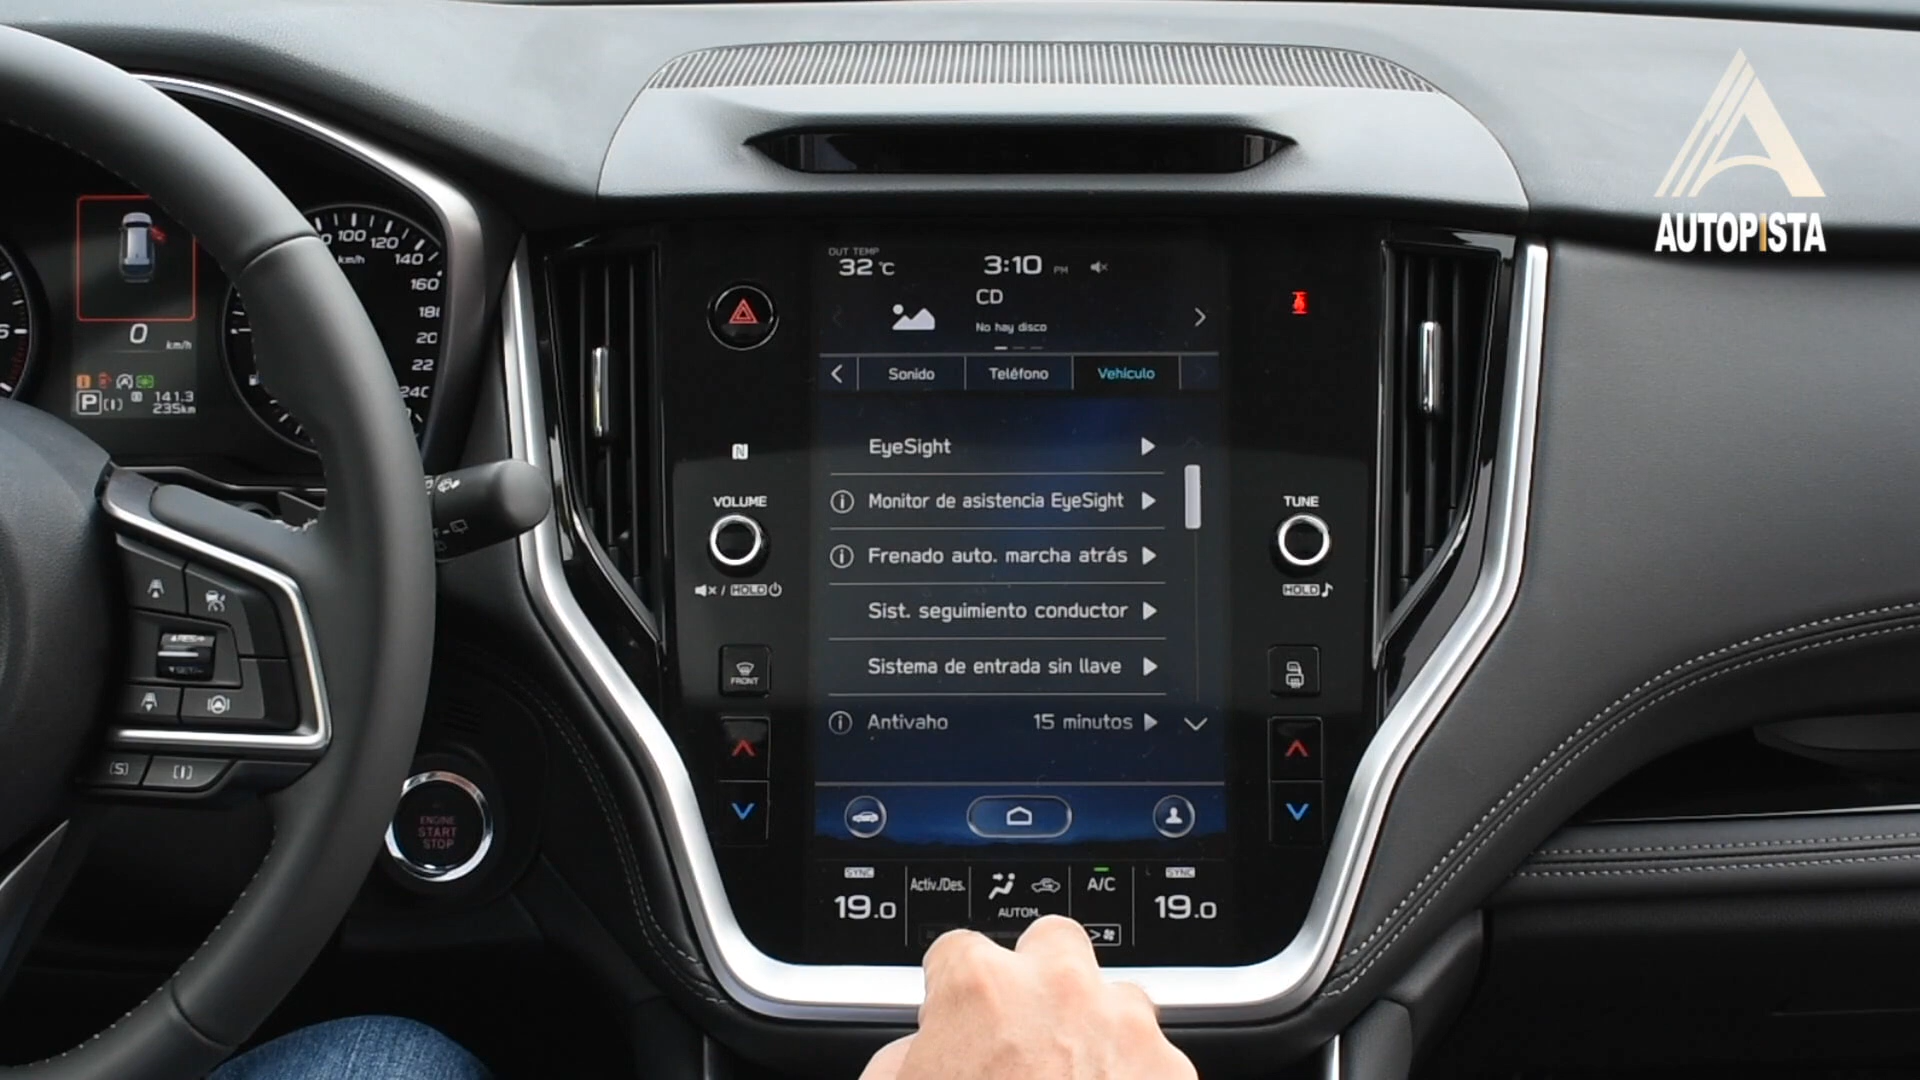 AUTOPISTA
OUT TEMP
32 °C
3:10 PM
CD
No hay disco
Sonido
Teléfono
Vehículo
EyeSight
Monitor de asistencia EyeSight
Frenado auto. marcha atrás
Sist. seguimiento conductor
Sistema de entrada sin llave
Antivaho 15 minutos
SYNC
19.0
Activ./Des.
AUTOM.
A/C
SYNC
19.0
VOLUME
HOLD
FRONT
TUNE
HOLD
100
120
140
160
km/h
0 km/h
P
141.3
235km
ENGINE
START
STOP
RES+
SET-